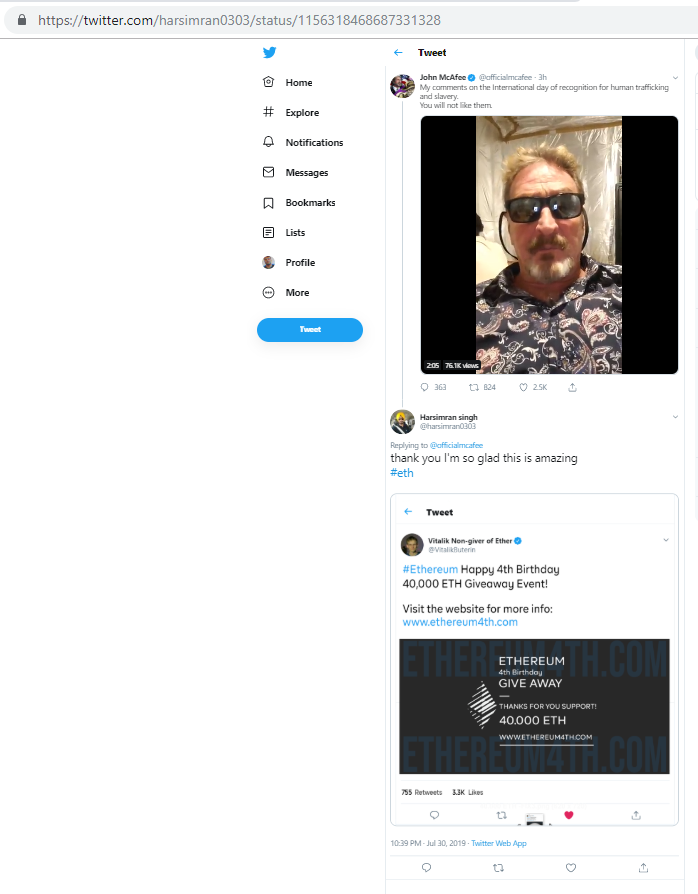 https://twitter.com/harsimran0303/status/1156318468687331328
Home
Explore
Notifications
Messages
Bookmarks
Lists
Profile
More
Tweet
Tweet
John McAfee @officialmcafee · 3h
My comments on the International day of recognition for human trafficking
and slavery.
You will not like them.
2:05 76.1K views
363 824 2.5K
Harsimran singh
@harsimran0303
Replying to @officialmcafee
thank you I'm so glad this is amazing
#eth
Tweet
Vitalik Non-giver of Ether
@VitalikButerin
#Ethereum Happy 4th Birthday
40,000 ETH Giveaway Event!
Visit the website for more info:
www.ethereum4th.com
ETHEREUM4TH.COM
ETHEREUM
4th Birthday
GIVE AWAY
THANKS FOR YOU SUPPORT!
40.000 ETH
WWW.ETHEREUM4TH.COM
ETHEREUM4TH.COM
755 Retweets 3.3K Likes
10:39 PM · Jul 30, 2019 · Twitter Web App